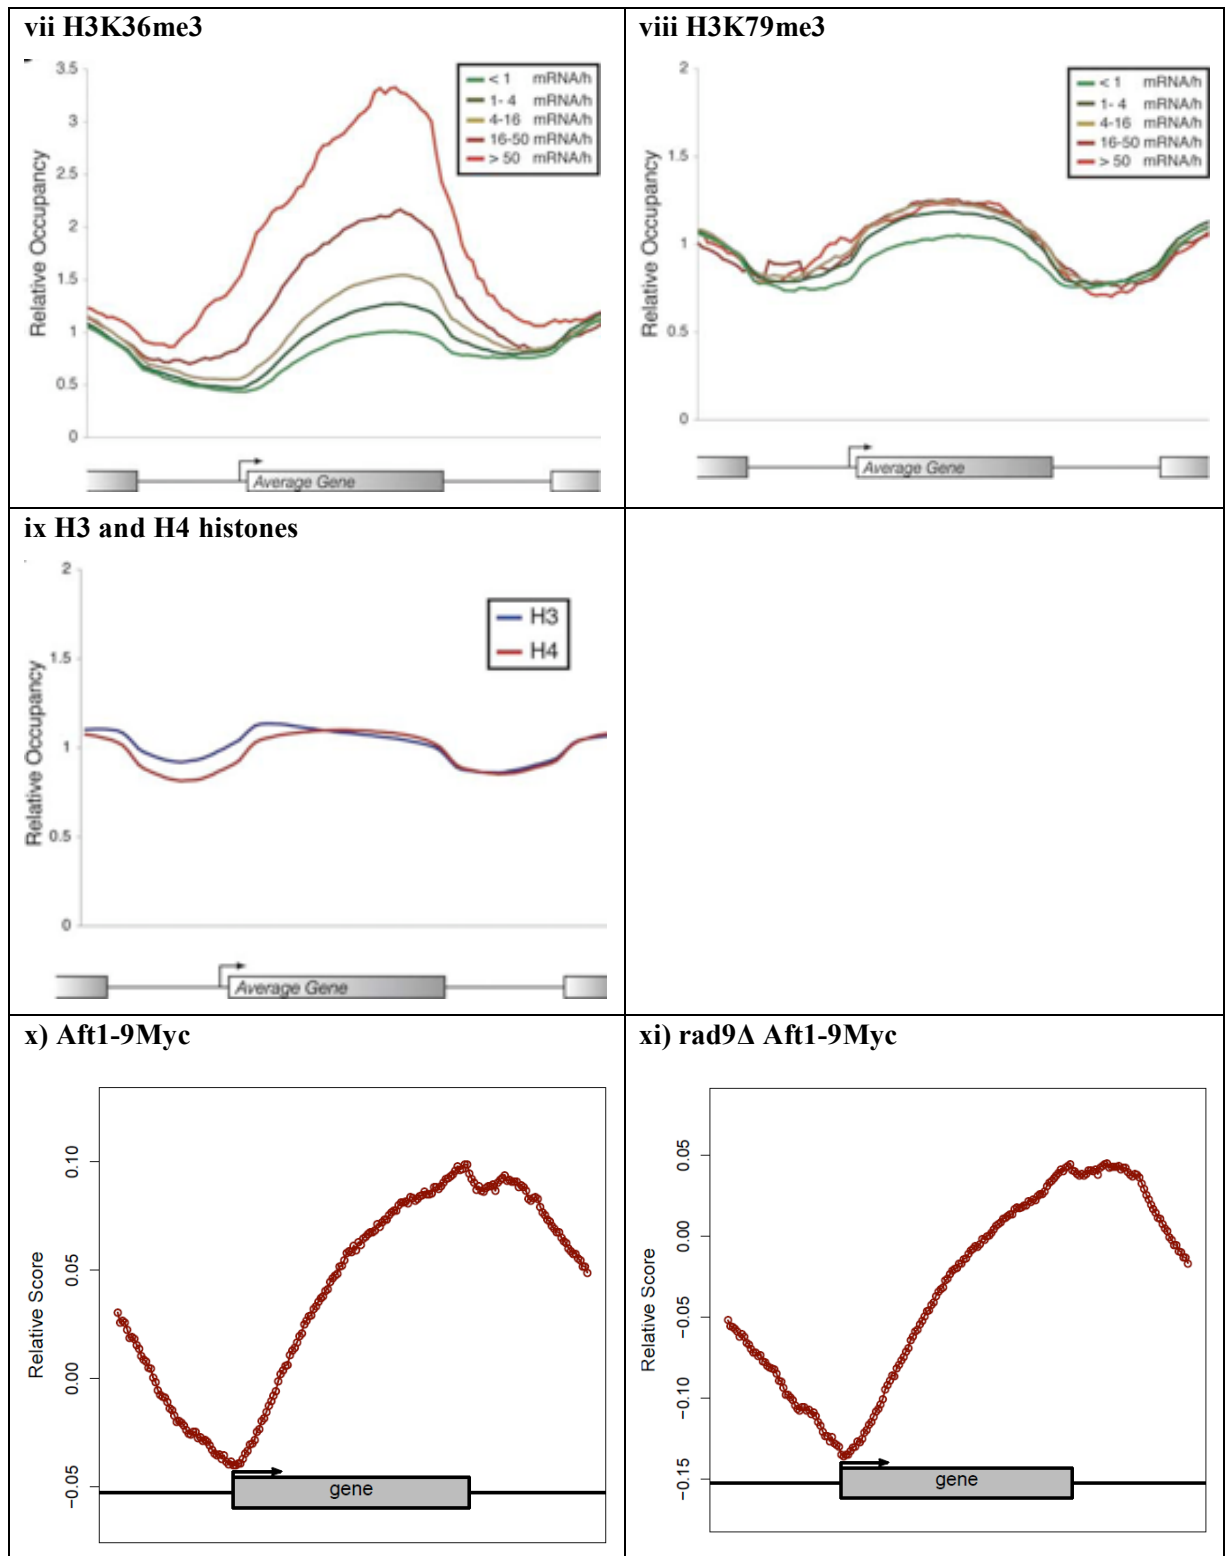 vii H3K36me3
3.5
3
2.5
2
1.5
1
0.5
0
Relative Occupancy
< 1 mRNA/h
1- 4 mRNA/h
4-16 mRNA/h
16-50 mRNA/h
> 50 mRNA/h
Average Gene
viii H3K79me3
2
1.5
1
0.5
0
Relative Occupancy
< 1 mRNA/h
1- 4 mRNA/h
4-16 mRNA/h
16-50 mRNA/h
> 50 mRNA/h
Average Gene
ix H3 and H4 histones
2
1.5
1
0.5
0
Relative Occupancy
H3
H4
Average Gene
x) Aft1-9Myc
0.10
0.05
0.00
−0.05
Relative Score
gene
xi) rad9Δ Aft1-9Myc
0.05
0.00
−0.05
−0.10
−0.15
Relative Score
gene